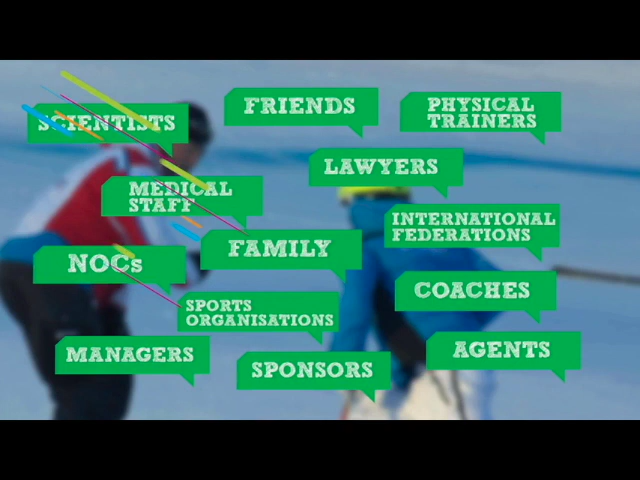 SCIENTISTS
FRIENDS
PHYSICAL
TRAINERS
LAWYERS
MEDICAL
STAFF
INTERNATIONAL
FEDERATIONS
FAMILY
NOCs
COACHES
SPORTS
ORGANISATIONS
MANAGERS
SPONSORS
AGENTS